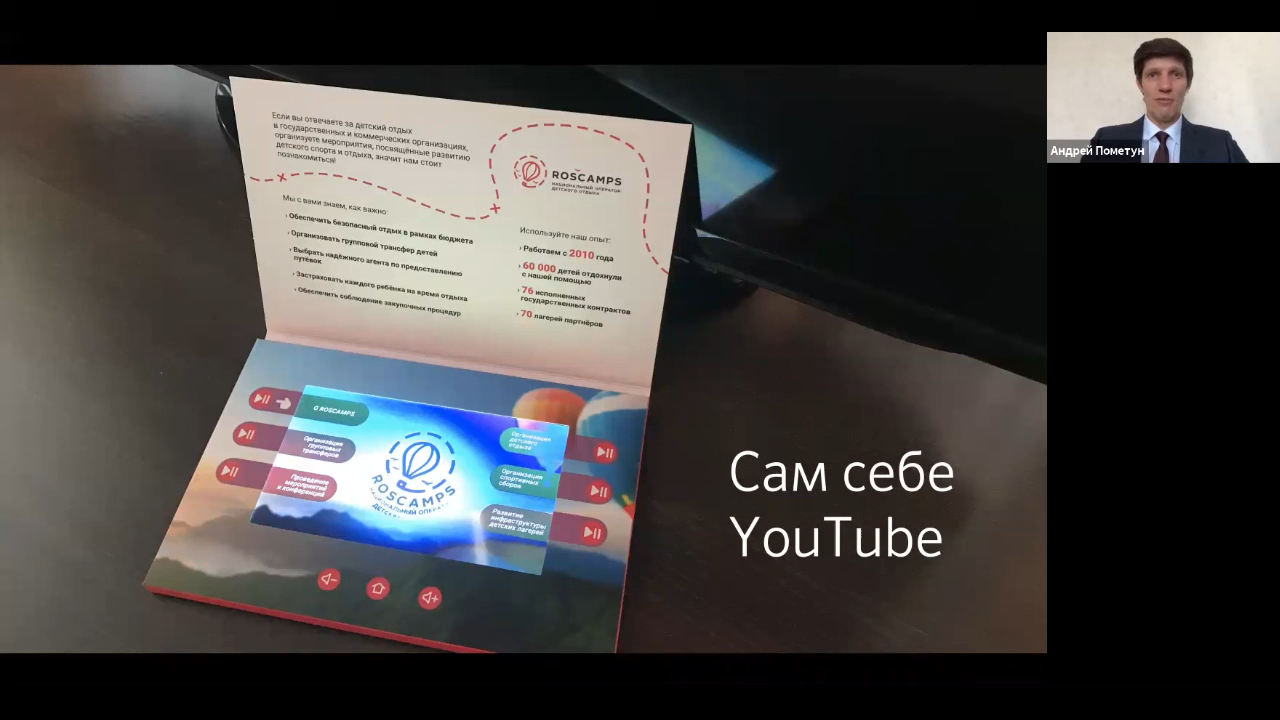 Если вы отвечаете за детский отдых
в государственных и коммерческих организациях,
организуете мероприятия, посвящённые развитию
детского спорта и отдыха, значит нам стоит
познакомиться!
ROSCAMPS
НАЦИОНАЛЬНЫЙ ОПЕРАТОР
ДЕТСКОГО ОТДЫХА
Мы с вами знаем, как важно:
› Обеспечить безопасный отдых в рамках бюджета
› Организовать групповой трансфер детей
› Выбрать надёжного агента по предоставлению
путёвок
› Застраховать каждого ребёнка на время отдыха
› Обеспечить соблюдение закупочных процедур
Используйте наш опыт:
› Работаем с 2010 года
› 60 000 детей отдохнули
с нашей помощью
› 76 исполненных
государственных контрактов
› 70 лагерей партнёров
О ROSCAMPS
Организация
групповых
трансферов
Проведение
мероприятий
и конференций
ROSCAMPS
НАЦИОНАЛЬНЫЙ ОПЕРАТОР
Организация
детского
отдыха
Организация
спортивных
сборов
Развитие
инфраструктуры
детских лагерей
Сам себе
YouTube
Андрей Пометун